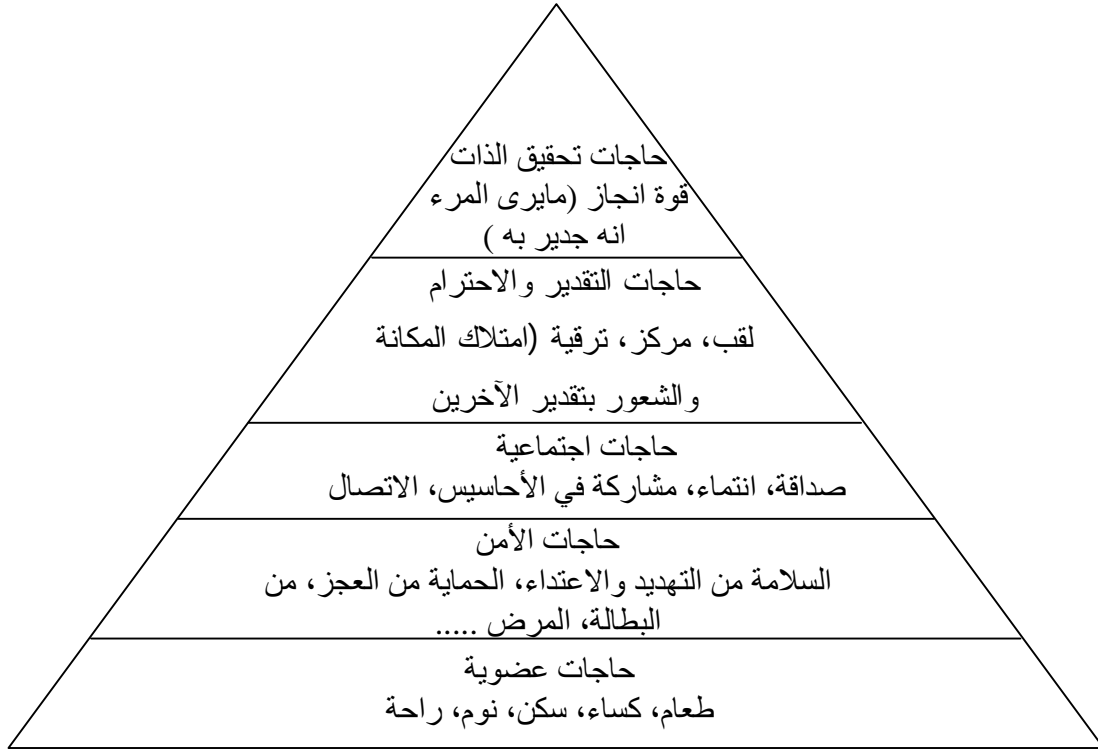 حاجات تحقيق الذات
قوة انجاز (مايرى المرء
انه جدير به )
حاجات التقدير والاحترام
لقب، مركز، ترقية (امتلاك المكانة
والشعور بتقدير الآخرين
حاجات اجتماعية
صداقة، انتماء، مشاركة في الأحاسيس، الاتصال
حاجات الأمن
السلامة من التهديد والاعتداء، الحماية من العجز، من
البطالة، المرض .....
حاجات عضوية
طعام، كساء، سكن، نوم، راحة